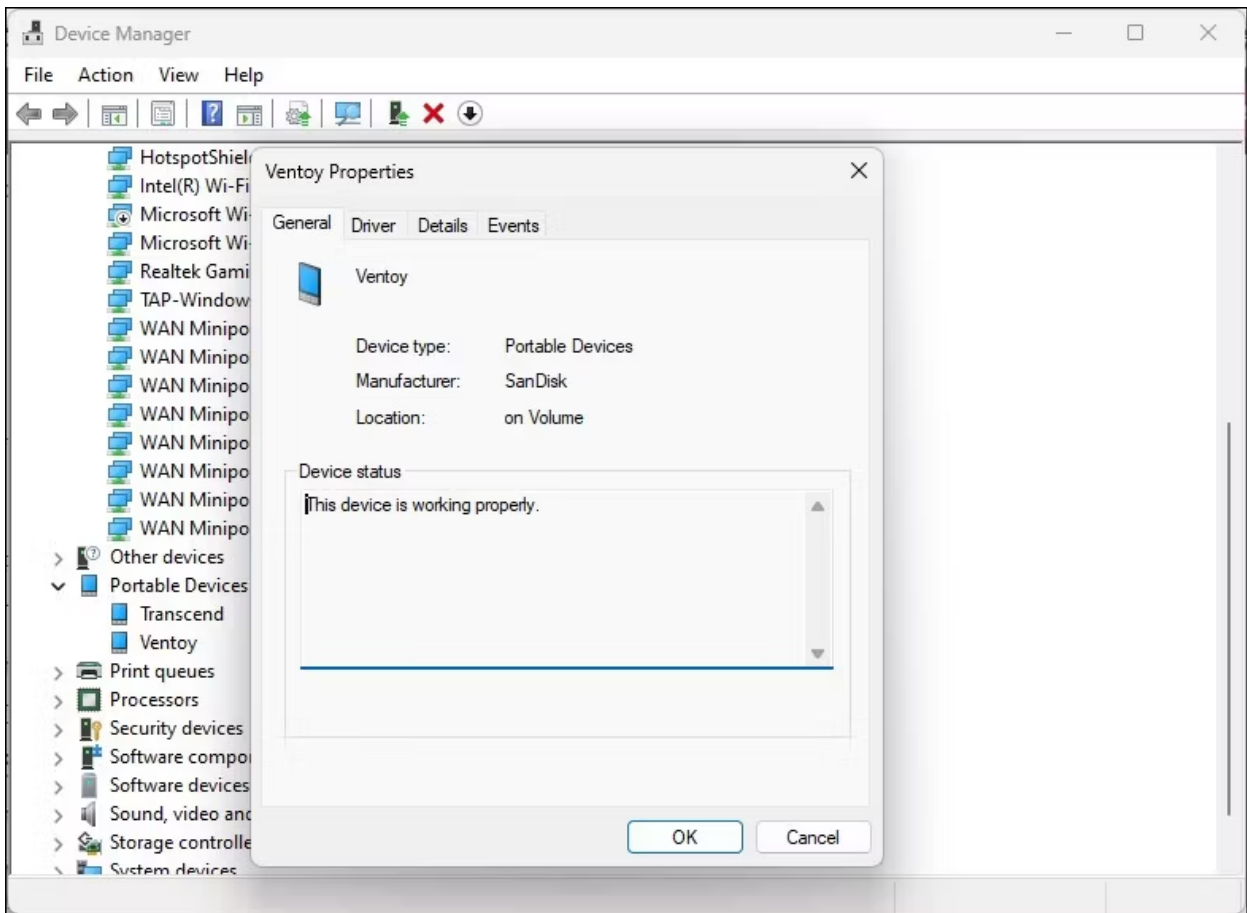 Device Manager
File Action View Help
HotspotShiel
Intel(R) Wi-Fi
Microsoft Wi-
Microsoft Wi-
Realtek Gami
TAP-Window
WAN Minipo
WAN Minipo
WAN Minipo
WAN Minipo
WAN Minipo
WAN Minipo
WAN Minipo
WAN Minipo
Other devices
Portable Devices
Transcend
Ventoy
Print queues
Processors
Security devices
Software compo
Software devices
Sound, video and
Storage controlle
System devices
Ventoy Properties
General Driver Details Events
Ventoy
Device type: Portable Devices
Manufacturer: SanDisk
Location: on Volume
Device status
This device is working properly.
OK Cancel